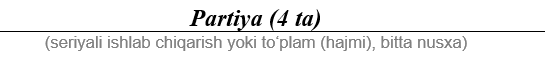 Partiya (4 ta)
(seriyali ishlab chiqarish yoki to‘plam (hajmi), bitta nusxa)